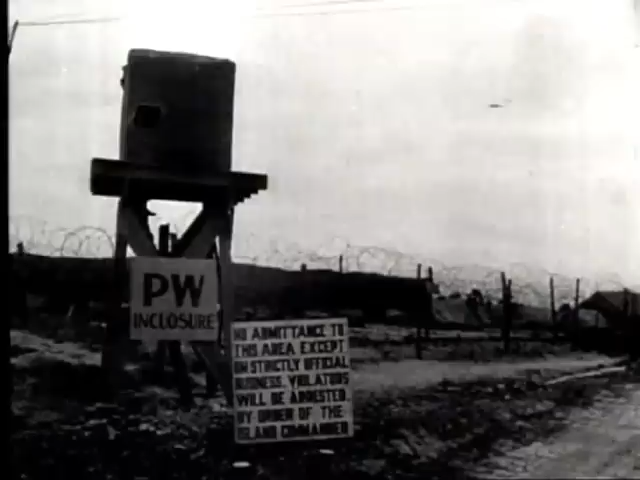 PW
INCLOSURE
NO ADMITTANCE TO
THIS AREA EXCEPT
ON STRICTLY OFFICIAL
BUSINESS. VIOLATORS
WILL BE ARRESTED.
BY ORDER OF THE
ISLAND COMMANDER